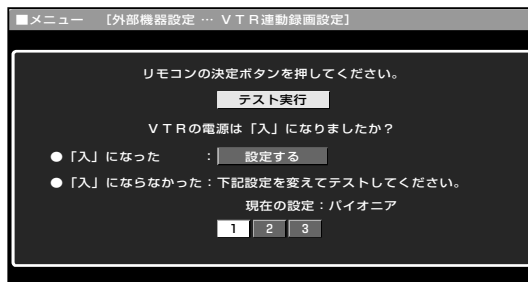 ■メニュー [外部機器設定 … VTR連動録画設定]
リモコンの決定ボタンを押してください。
テスト実行
VTRの電源は「入」になりましたか?
●「入」になった : 設定する
●「入」にならなかった:下記設定を変えてテストしてください。
現在の設定:パイオニア
1 2 3